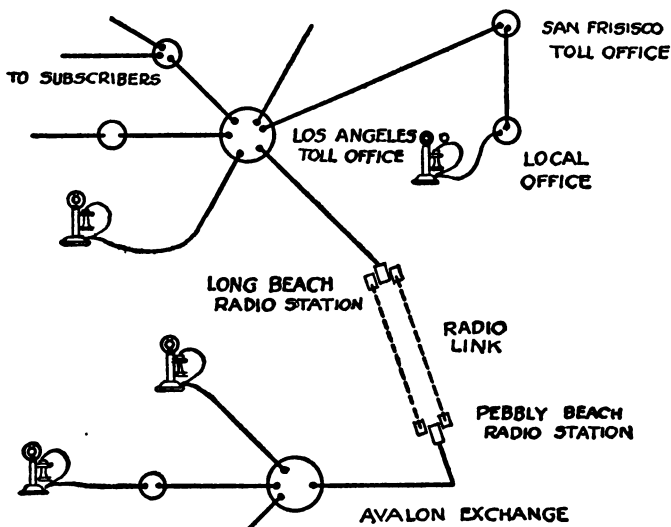 SAN FRISISCO
TOLL OFFICE
TO SUBSCRIBERS
LOS ANGELES
TOLL OFFICE
LOCAL
OFFICE
LONG BEACH
RADIO STATION
RADIO
LINK
PEBBLY BEACH
RADIO STATION
AVALON EXCHANGE